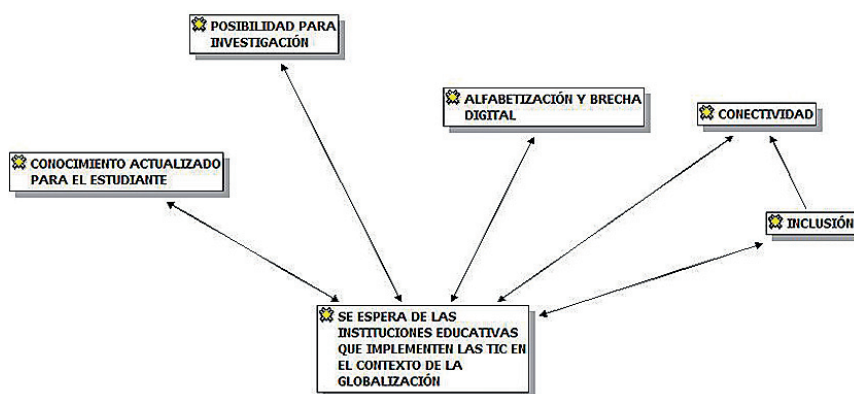 POSIBILIDAD PARA
INVESTIGACIÓN
ALFABETIZACIÓN Y BRECHA
DIGITAL
CONECTIVIDAD
CONOCIMIENTO ACTUALIZADO
PARA EL ESTUDIANTE
INCLUSIÓN
SE ESPERA DE LAS
INSTITUCIONES EDUCATIVAS
QUE IMPLEMENTEN LAS TIC EN
EL CONTEXTO DE LA
GLOBALIZACIÓN